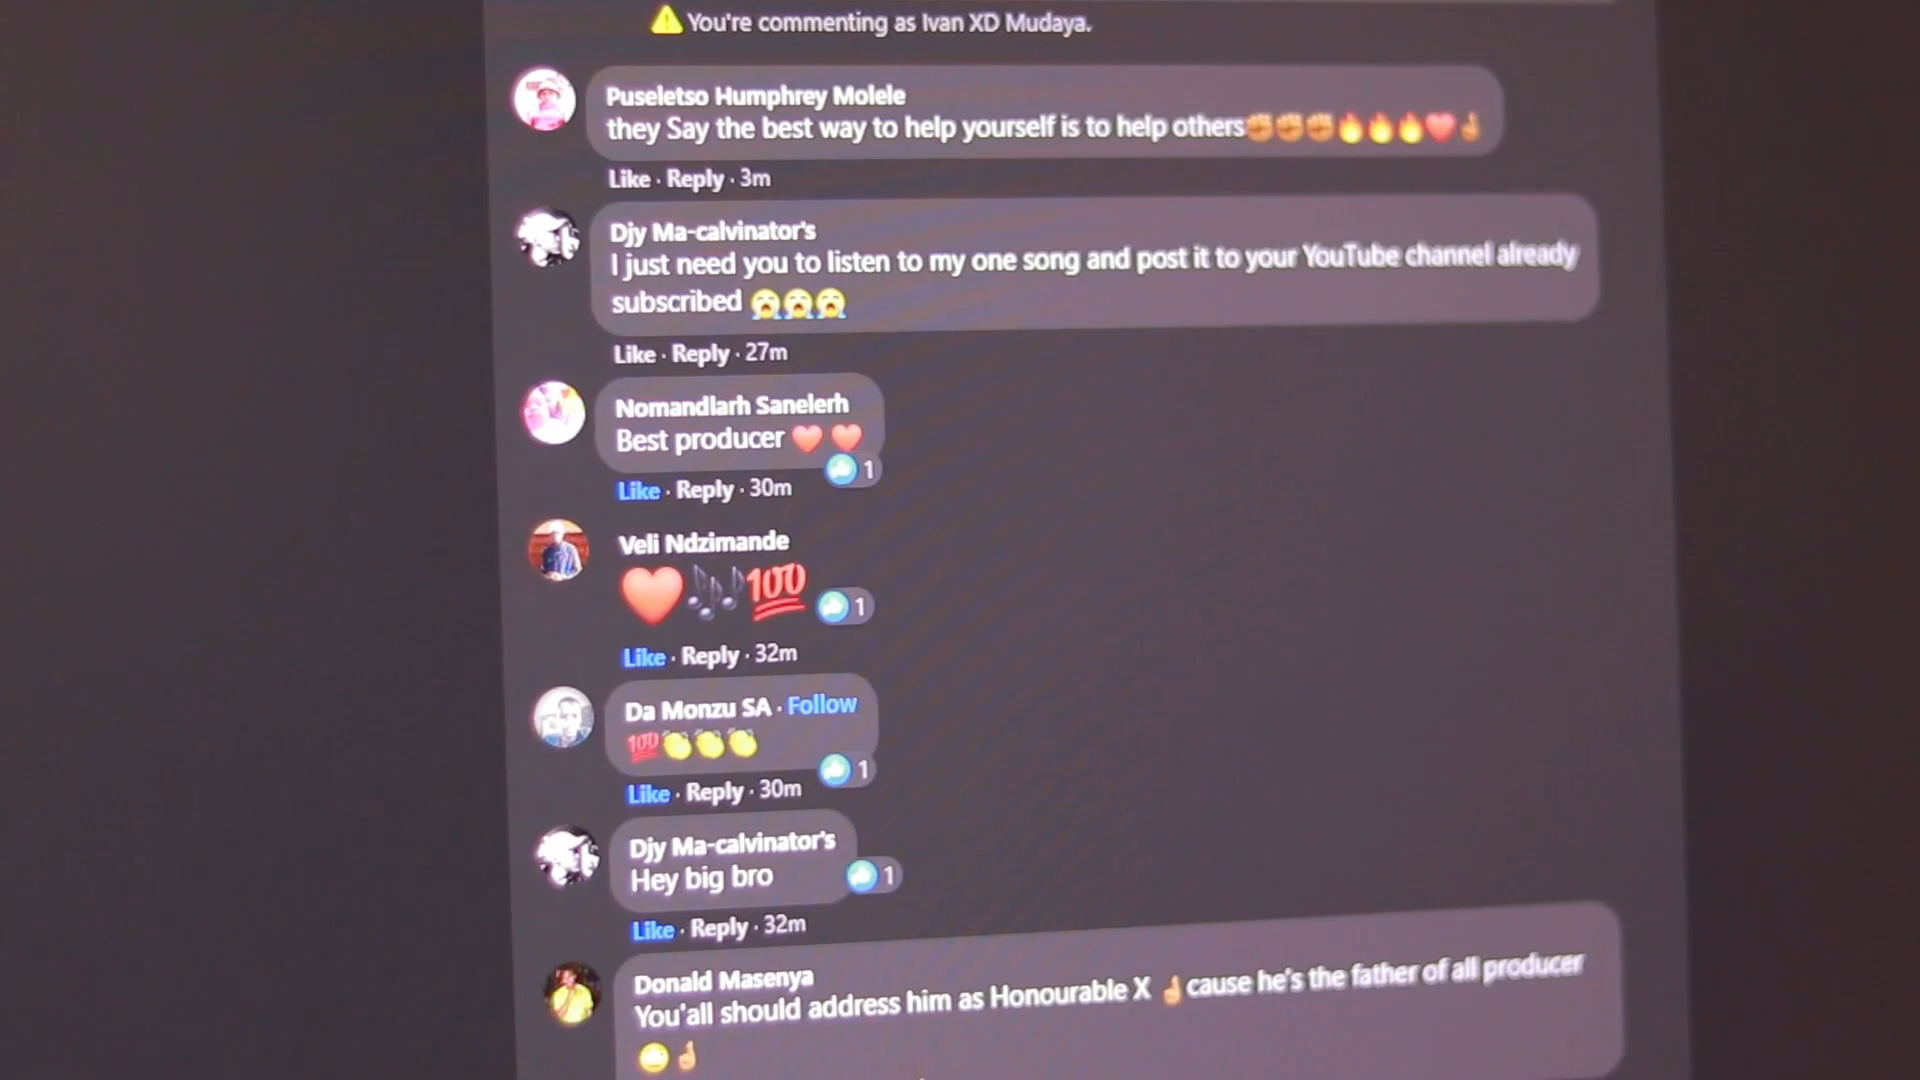 You're commenting as Ivan XD Mudaya.
Puseletso Humphrey Molele
they Say the best way to help yourself is to help others✊🏾✊🏾✊🏾🔥🔥🔥❤️🤞🏾
Like · Reply · 3m
Djy Ma-calvinator's
I just need you to listen to my one song and post it to your YouTube channel already
subscribed 😭😭😭
Like · Reply · 27m
Nomandlarh Sanelerh
Best producer ❤️ ❤️
1
Like · Reply · 30m
Veli Ndzimande
❤️🎶💯
1
Like · Reply · 32m
Da Monzu SA · Follow
💯👏👏👏
1
Like · Reply · 30m
Djy Ma-calvinator's
Hey big bro
1
Like · Reply · 32m
Donald Masenya
You'all should address him as Honourable X 🤞cause he's the father of all producer